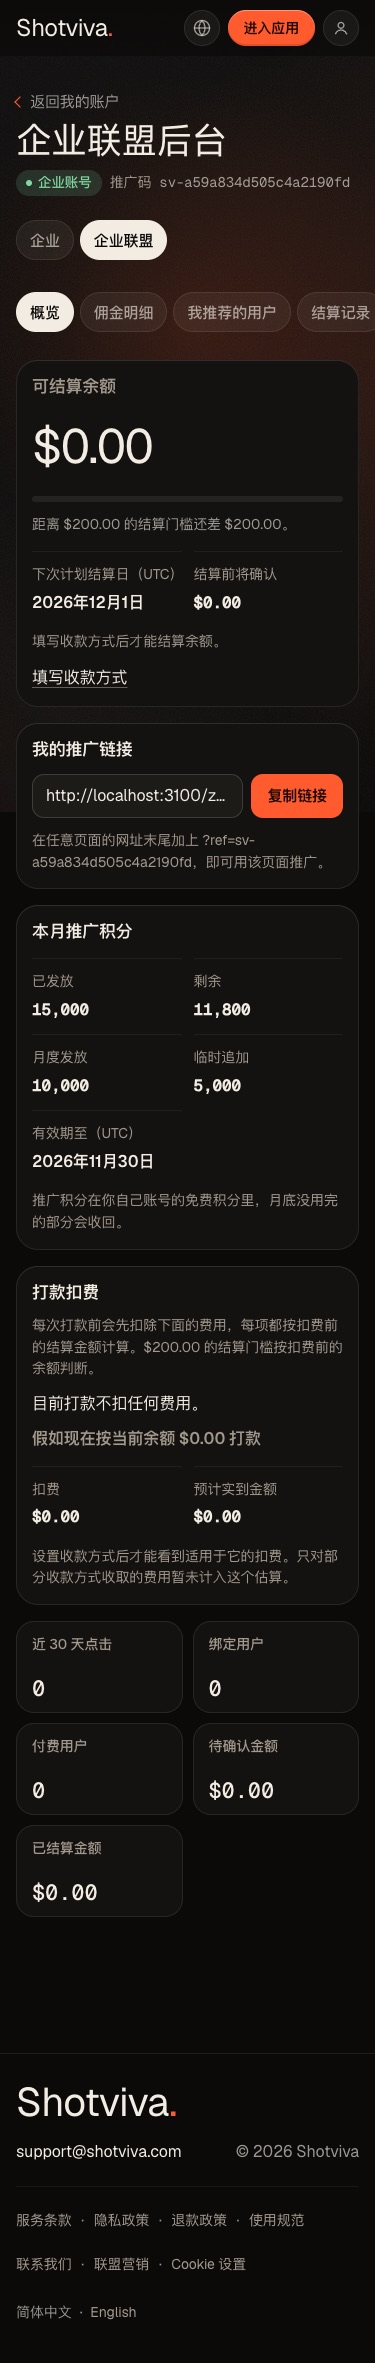 Shotviva.
进入应用
返回我的账户
企业联盟后台
企业账号 推广码 sv-a59a834d505c4a2190fd
企业 企业联盟
概览 佣金明细 我推荐的用户 结算记录
可结算余额
$0.00
距离 $200.00 的结算门槛还差 $200.00。
下次计划结算日（UTC） 结算前将确认
2026年12月1日 $0.00
填写收款方式后才能结算余额。
填写收款方式
我的推广链接
http://localhost:3100/z... 复制链接
在任意页面的网址末尾加上 ?ref=sv-
a59a834d505c4a2190fd，即可用该页面推广。
本月推广积分
已发放 剩余
15,000 11,800
月度发放 临时追加
10,000 5,000
有效期至（UTC）
2026年11月30日
推广积分在你自己账号的免费积分里，月底没用完
的部分会收回。
打款扣费
每次打款前会先扣除下面的费用，每项都按扣费前
的结算金额计算。$200.00 的结算门槛按扣费前的
余额判断。
目前打款不扣任何费用。
假如现在按当前余额 $0.00 打款
扣费 预计实到金额
$0.00 $0.00
设置收款方式后才能看到适用于它的扣费。只对部
分收款方式收取的费用暂未计入这个估算。
近 30 天点击 绑定用户
0 0
付费用户 待确认金额
0 $0.00
已结算金额
$0.00
Shotviva.
support@shotviva.com © 2026 Shotviva
服务条款 · 隐私政策 · 退款政策 · 使用规范
联系我们 · 联盟营销 · Cookie 设置
简体中文 · English